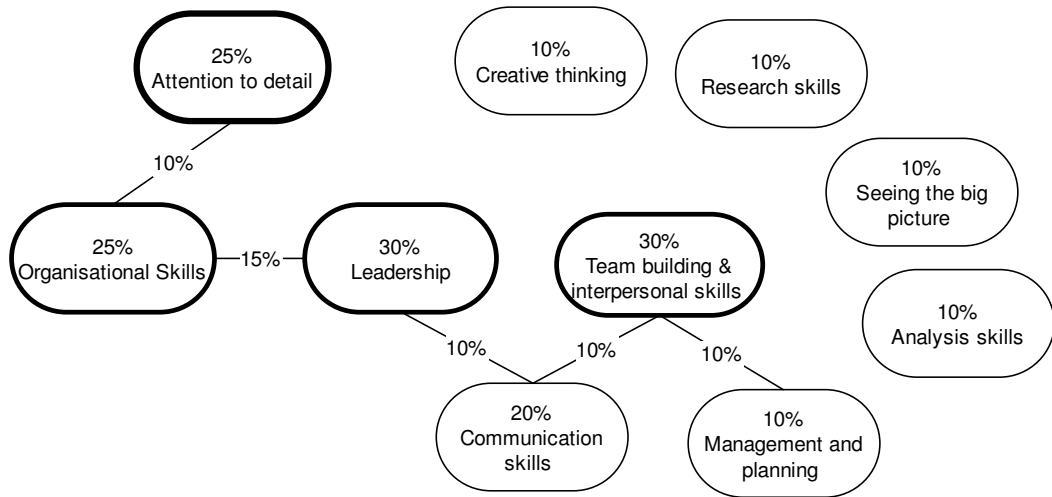 25%
Attention to detail
10%
Creative thinking
10%
Research skills
10%
10%
Seeing the big
picture
25%
Organisational Skills
15%
30%
Leadership
30%
Team building &
interpersonal skills
10%
Analysis skills
10%
10%
10%
20%
Communication
skills
10%
Management and
planning